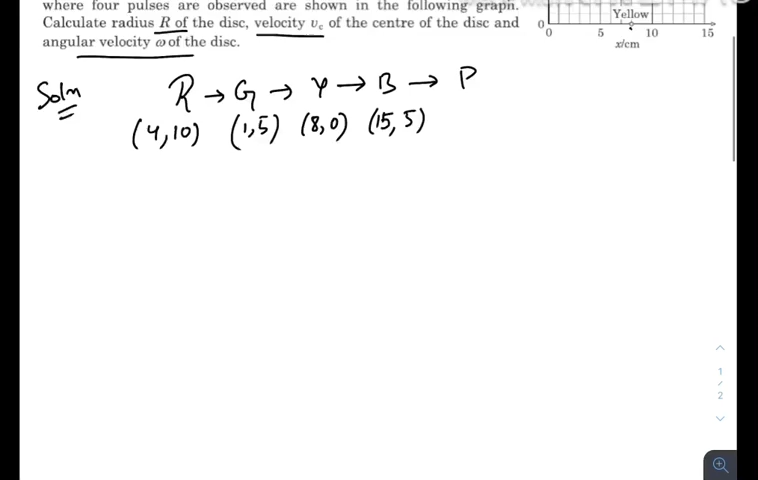 where four pulses are observed are shown in the following graph.
Calculate radius R of the disc, velocity v_c of the centre of the disc and
angular velocity ω of the disc.
Yellow
0
0 5 10 15
x/cm
Soln R → G → Y → B → P
(4,10) (1,5) (8,0) (15,5)
1
/
2